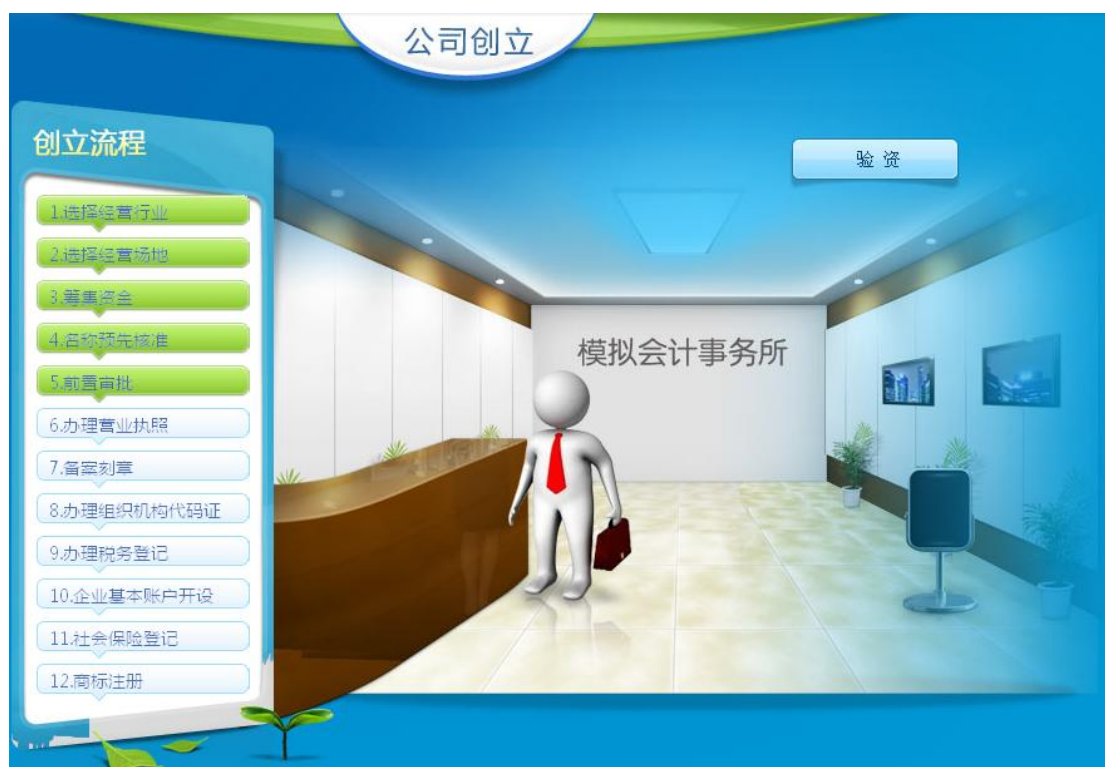 公司创立
创立流程
验 资
1.选择经营行业
2.选择经营场地
3.筹集资金
模拟会计事务所
4.名称预先核准
5.前置审批
6.办理营业执照
7.备案刻章
8.办理组织机构代码证
9.办理税务登记
10.企业基本账户开设
11.社会保险登记
12.商标注册